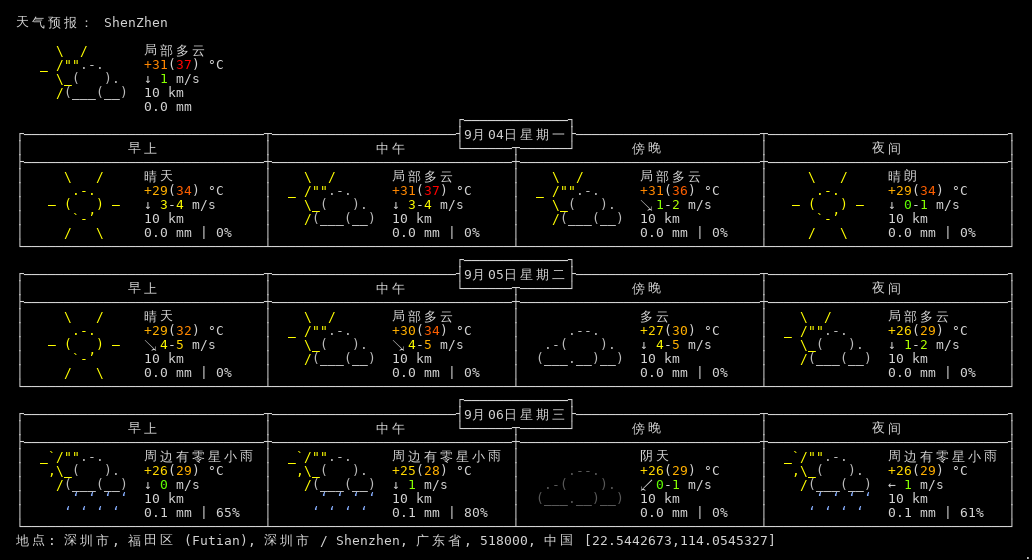 天气预报： ShenZhen
局部多云
+31(37) °C
↓ 1 m/s
10 km
0.0 mm
9月04日星期一
早上 中午 傍晚 夜间
晴天 局部多云 局部多云 晴朗
+29(34) °C +31(37) °C +31(36) °C +29(34) °C
↓ 3-4 m/s ↓ 3-4 m/s ↘ 1-2 m/s ↓ 0-1 m/s
10 km 10 km 10 km 10 km
0.0 mm | 0% 0.0 mm | 0% 0.0 mm | 0% 0.0 mm | 0%
9月05日星期二
早上 中午 傍晚 夜间
晴天 局部多云 多云 局部多云
+29(32) °C +30(34) °C +27(30) °C +26(29) °C
↘ 4-5 m/s ↘ 4-5 m/s ↓ 4-5 m/s ↓ 1-2 m/s
10 km 10 km 10 km 10 km
0.0 mm | 0% 0.0 mm | 0% 0.0 mm | 0% 0.0 mm | 0%
9月06日星期三
早上 中午 傍晚 夜间
周边有零星小雨 周边有零星小雨 阴天 周边有零星小雨
+26(29) °C +25(28) °C +26(29) °C +26(29) °C
↓ 0 m/s ↓ 1 m/s ↙ 0-1 m/s ← 1 m/s
10 km 10 km 10 km 10 km
0.1 mm | 65% 0.1 mm | 80% 0.0 mm | 0% 0.1 mm | 61%
地点: 深圳市, 福田区 (Futian), 深圳市 / Shenzhen, 广东省, 518000, 中国 [22.5442673,114.0545327]